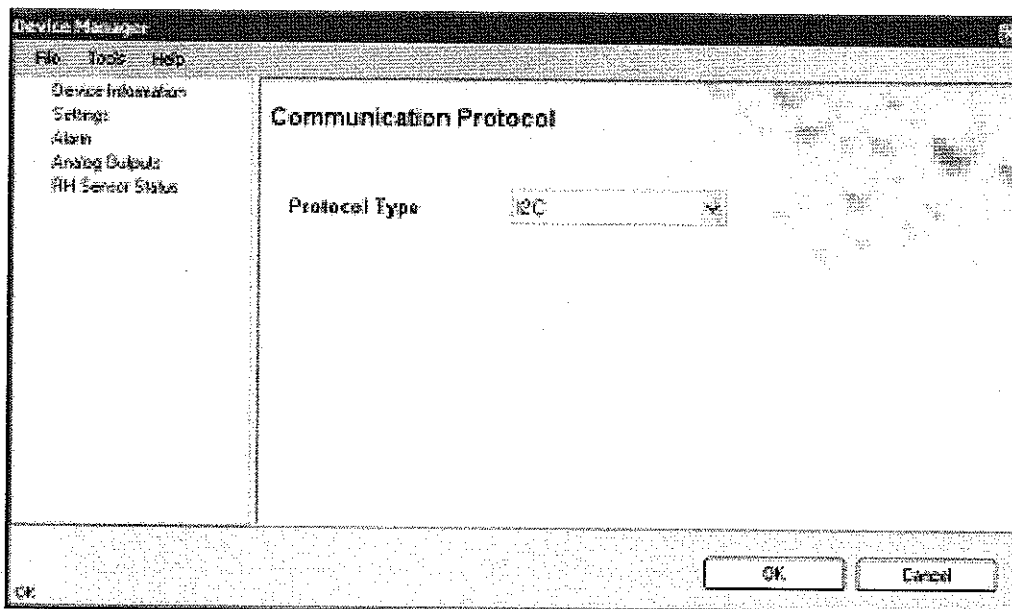 Device Manager
File Tools Help
Device Information
Settings
Alarm
Analog Outputs
RH Sensor Status
Communication Protocol
Protocol Type I2C
OK Cancel
OK